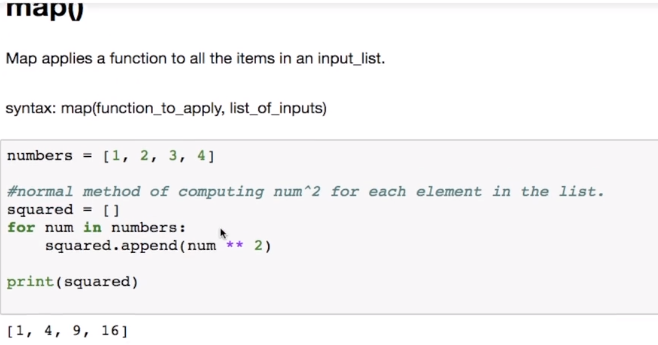 map()
Map applies a function to all the items in an input_list.
syntax: map(function_to_apply, list_of_inputs)
numbers = [1, 2, 3, 4]
#normal method of computing num^2 for each element in the list.
squared = []
for num in numbers:
    squared.append(num ** 2)
print(squared)
[1, 4, 9, 16]